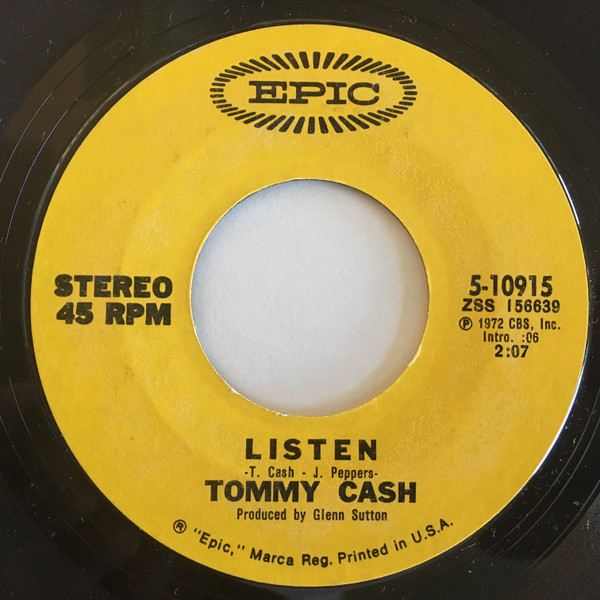 EPIC
STEREO
45 RPM
5-10915
ZSS 156639
Ⓟ 1972 CBS, Inc.
Intro. :06
2:07
LISTEN
-T. Cash - J. Peppers-
TOMMY CASH
Produced by Glenn Sutton
® "Epic," Marca Reg. Printed in U.S.A.